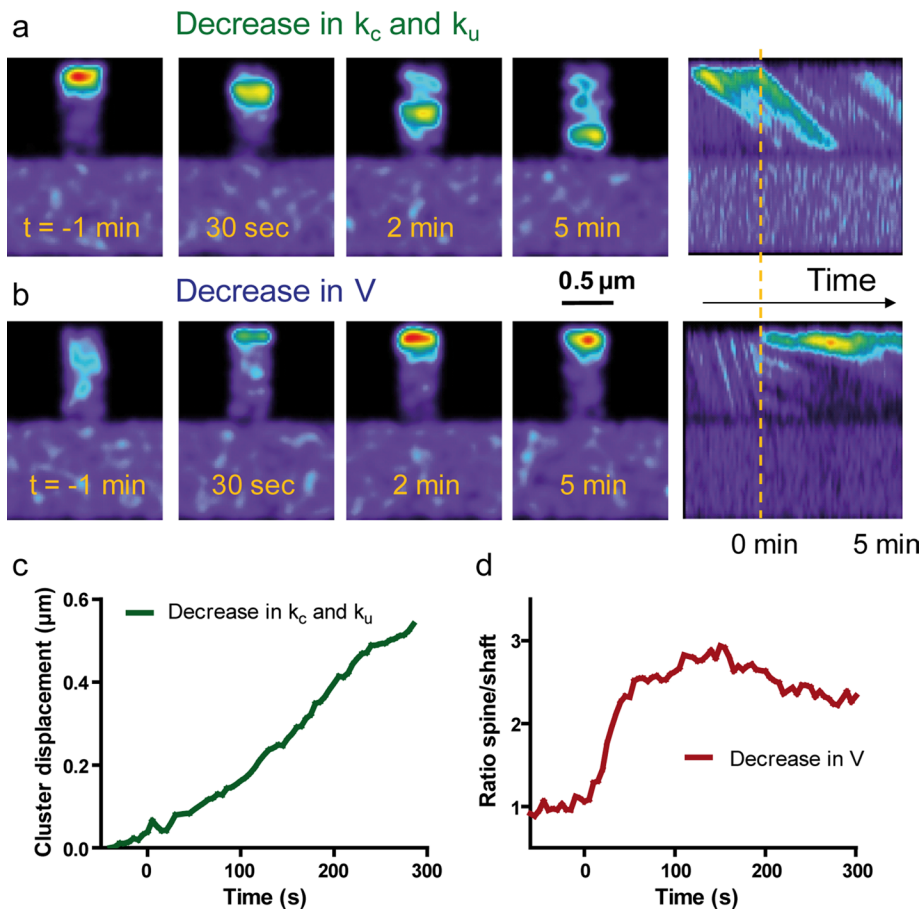 a
Decrease in kc and ku
t = -1 min
30 sec
2 min
5 min
b
Decrease in V
0.5 µm
Time
t = -1 min
30 sec
2 min
5 min
0 min
5 min
c
d
0.6
0.4
0.2
0.0
Cluster displacement (µm)
Decrease in kc and ku
0
100
200
300
Time (s)
3
2
1
Ratio spine/shaft
Decrease in V
0
100
200
300
Time (s)